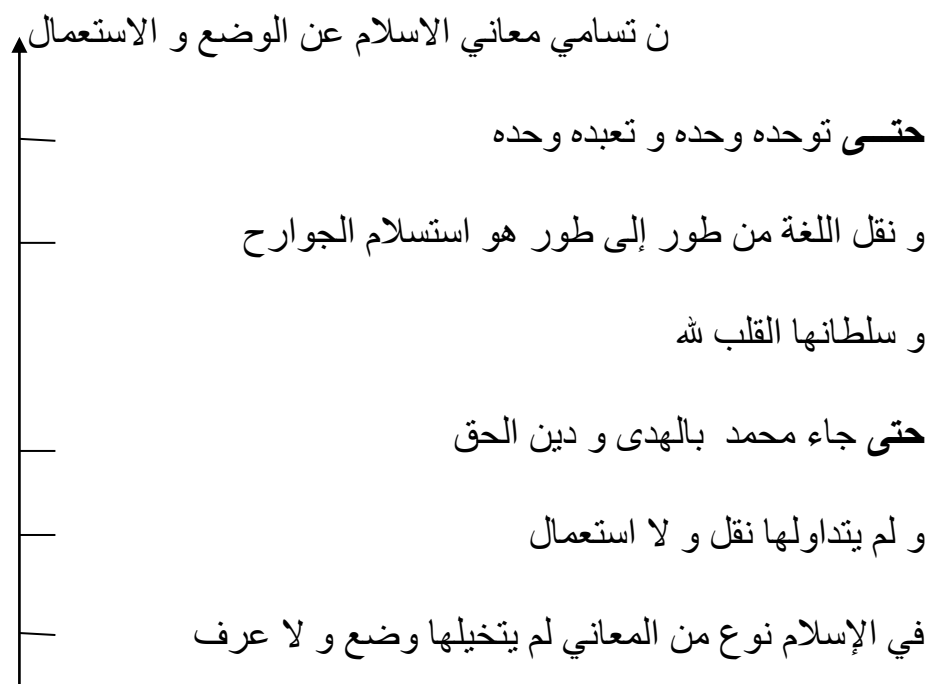 ن تسامي معاني الاسلام عن الوضع و الاستعمال
حتـــى توحده وحده و تعبده وحده
و نقل اللغة من طور إلى طور هو استسلام الجوارح
و سلطانها القلب لله
حتى جاء محمد بالهدى و دين الحق
و لم يتداولها نقل و لا استعمال
في الإسلام نوع من المعاني لم يتخيلها وضع و لا عرف